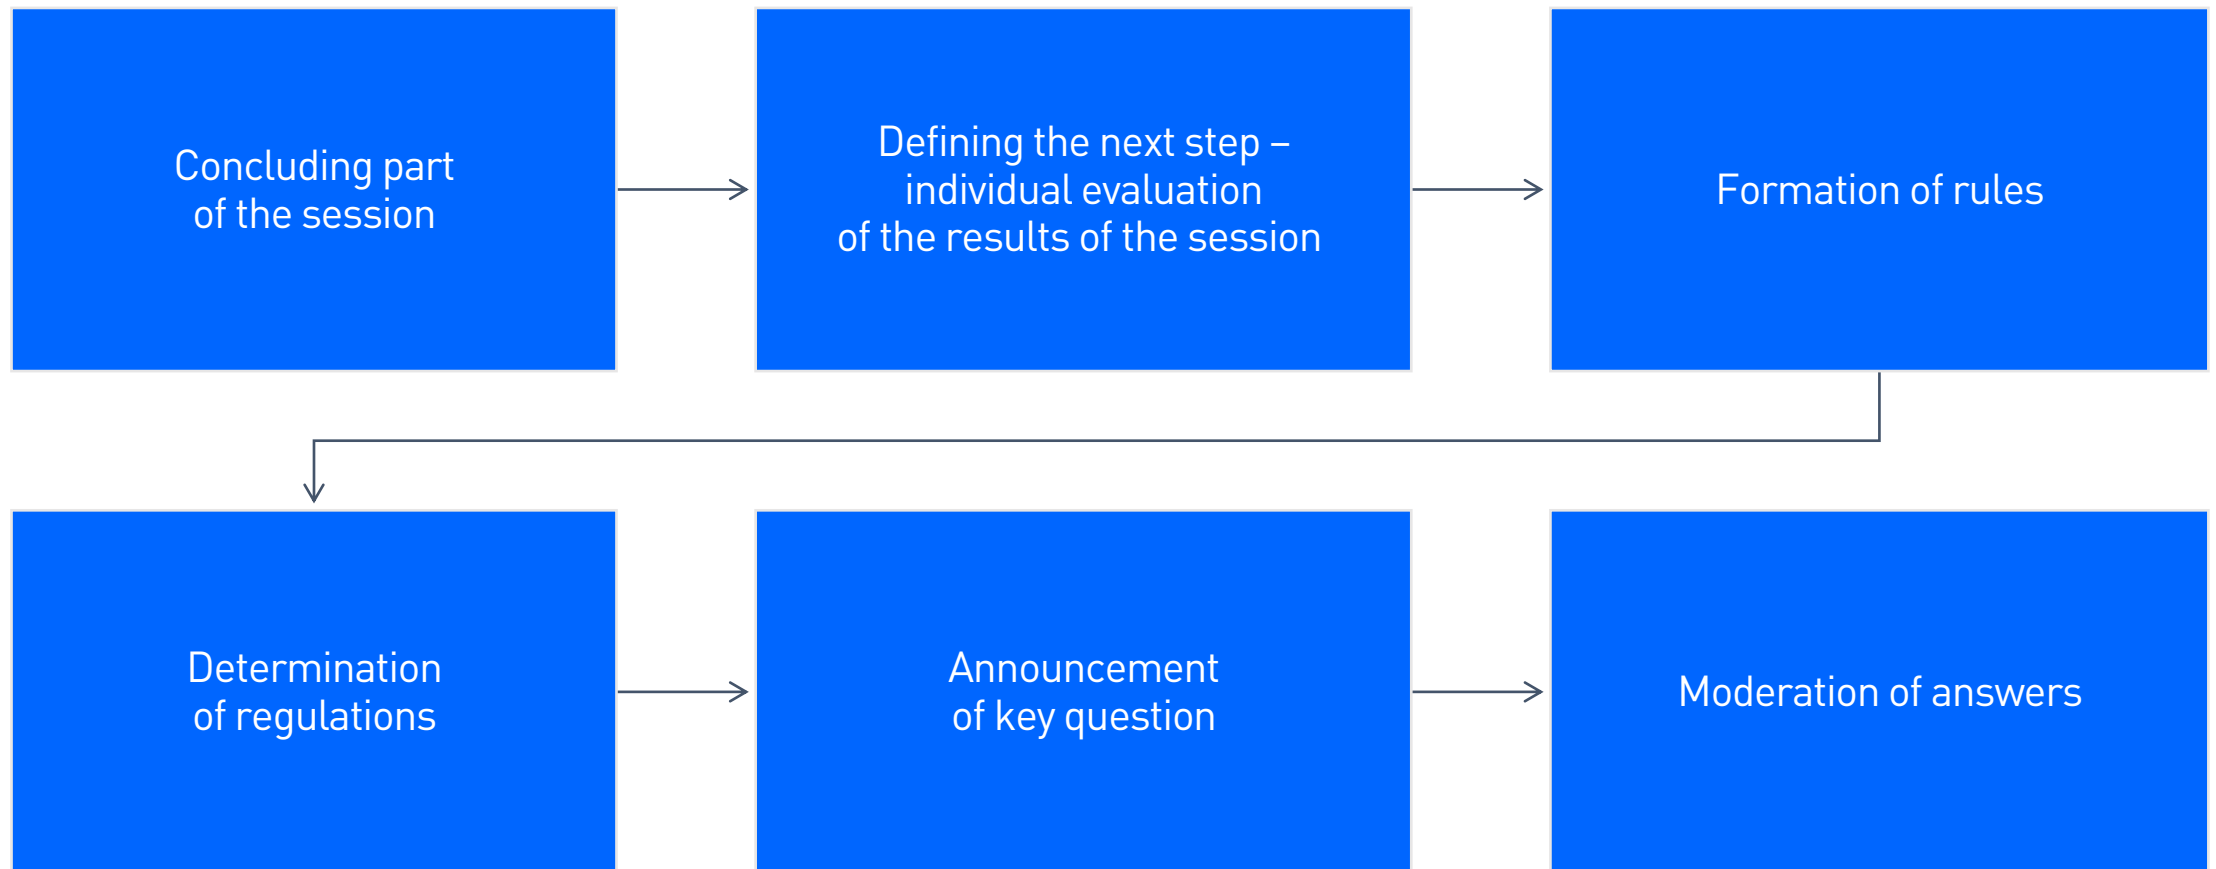 Concluding part
of the session
Defining the next step –
individual evaluation
of the results of the session
Formation of rules
Determination
of regulations
Announcement
of key question
Moderation of answers